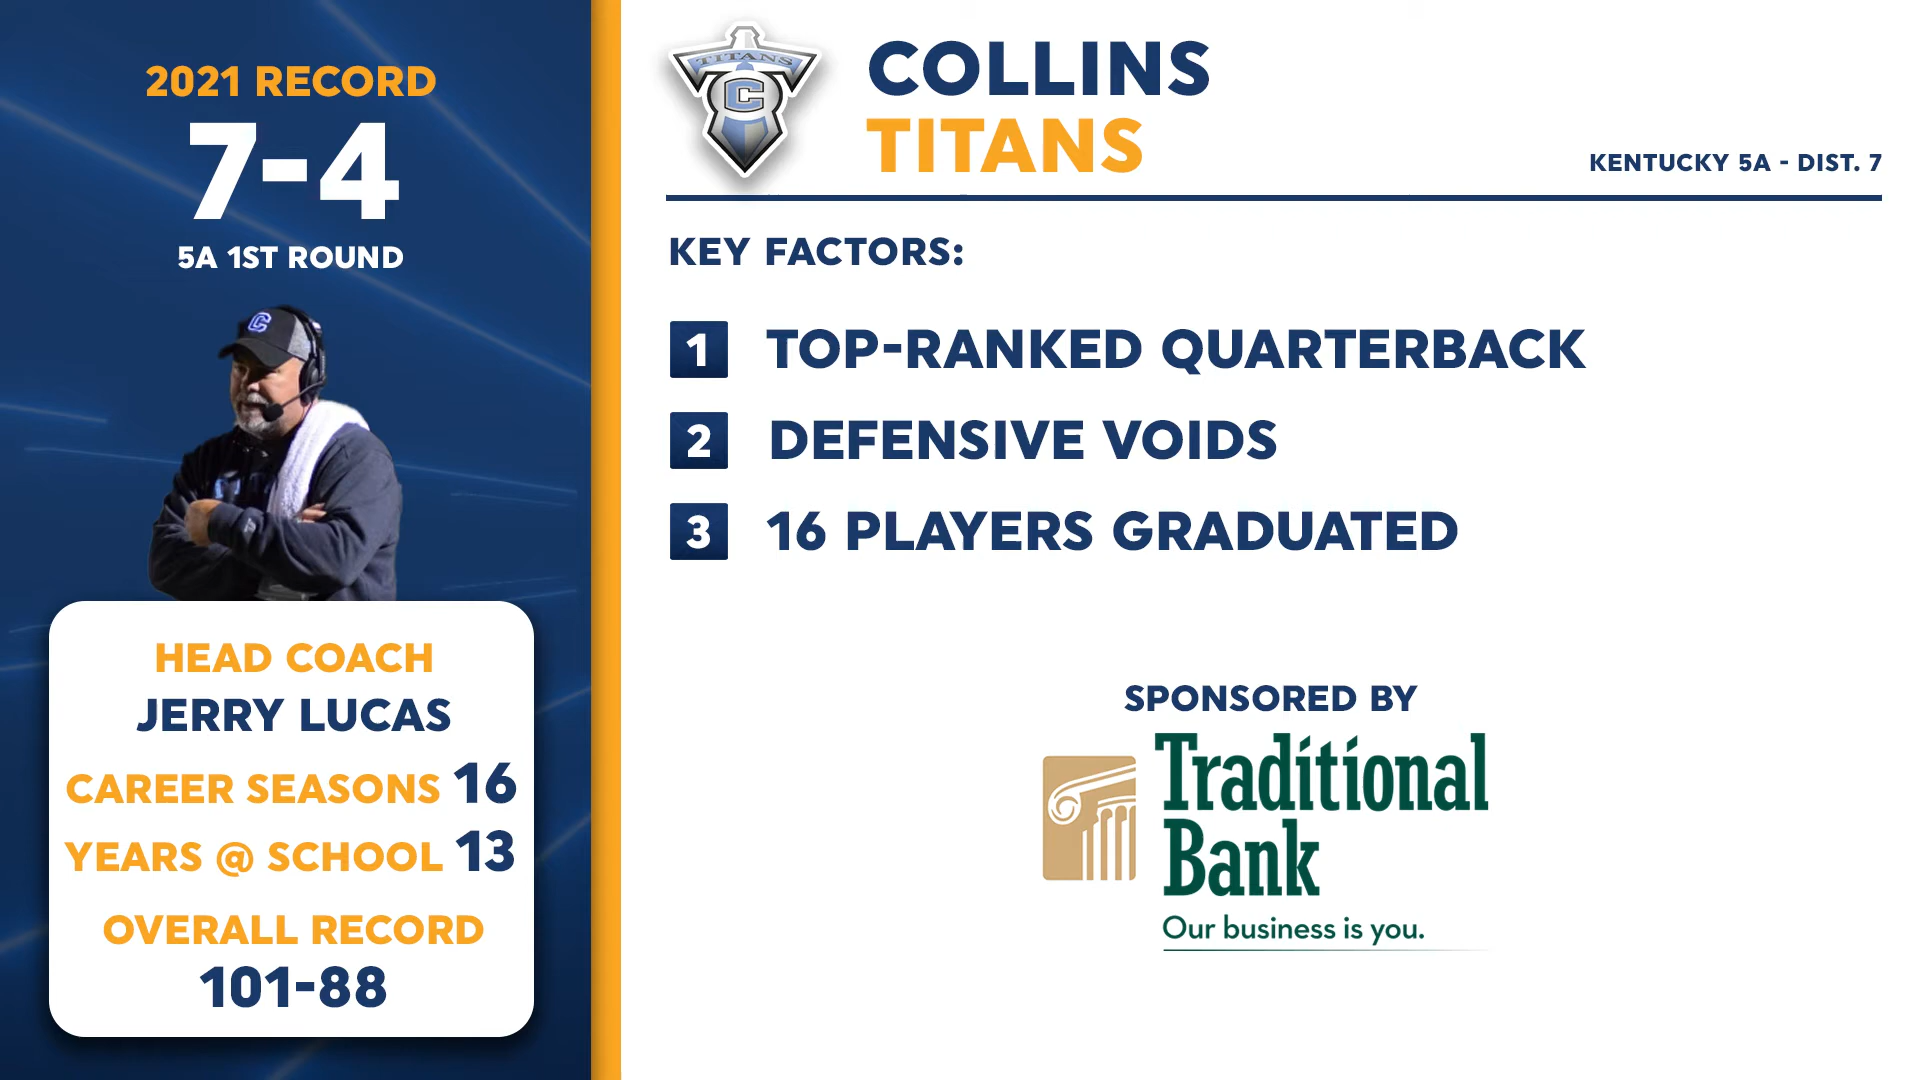 2021 RECORD
7-4
5A 1ST ROUND
C
HEAD COACH
JERRY LUCAS
CAREER SEASONS 16
YEARS @ SCHOOL 13
OVERALL RECORD
101-88
TITANS
C
COLLINS
TITANS
KENTUCKY 5A - DIST. 7
KEY FACTORS:
1 TOP-RANKED QUARTERBACK
2 DEFENSIVE VOIDS
3 16 PLAYERS GRADUATED
SPONSORED BY
Traditional
Bank
Our business is you.